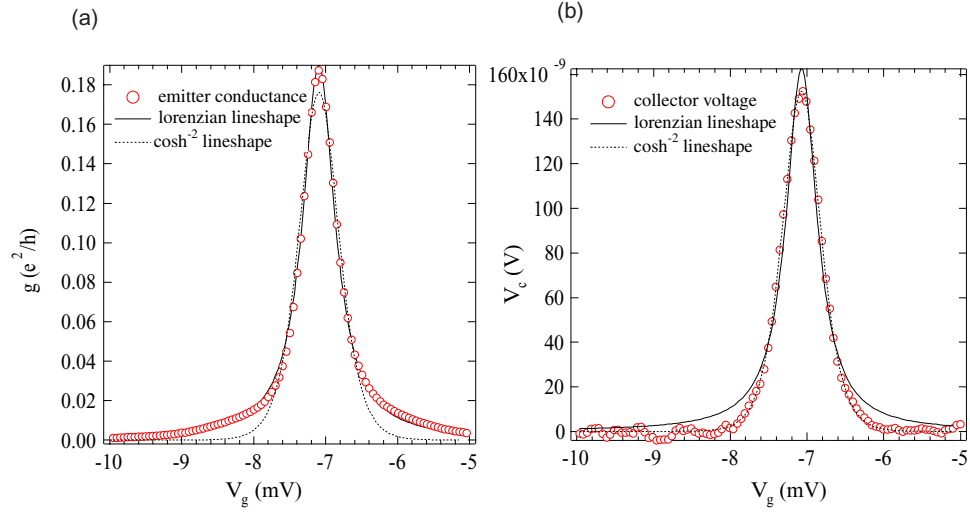 (a)
0.18
0.16
0.14
0.12
0.10
0.08
0.06
0.04
0.02
0.00
g (e²/h)
emitter conductance
lorenzian lineshape
cosh⁻² lineshape
-10
-9
-8
-7
-6
-5
V_g (mV)
(b)
160x10⁻⁹
140
120
100
80
60
40
20
0
V_c (V)
collector voltage
lorenzian lineshape
cosh⁻² lineshape
-10
-9
-8
-7
-6
-5
V_g (mV)